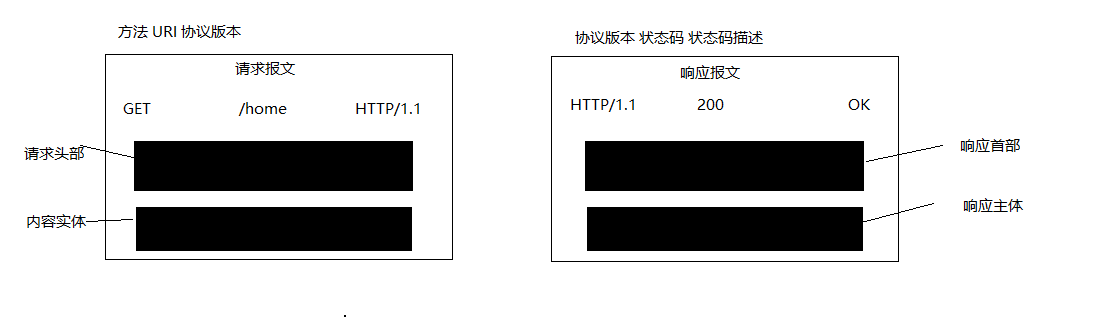 方法 URI 协议版本
请求报文
GET /home HTTP/1.1
请求头部
内容实体
协议版本 状态码 状态码描述
响应报文
HTTP/1.1 200 OK
响应首部
响应主体